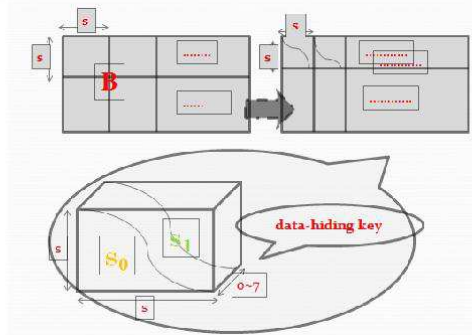 s
s
s
s
........
........
B
......
...........
data-hiding key
S1
S0
s
s
0~7